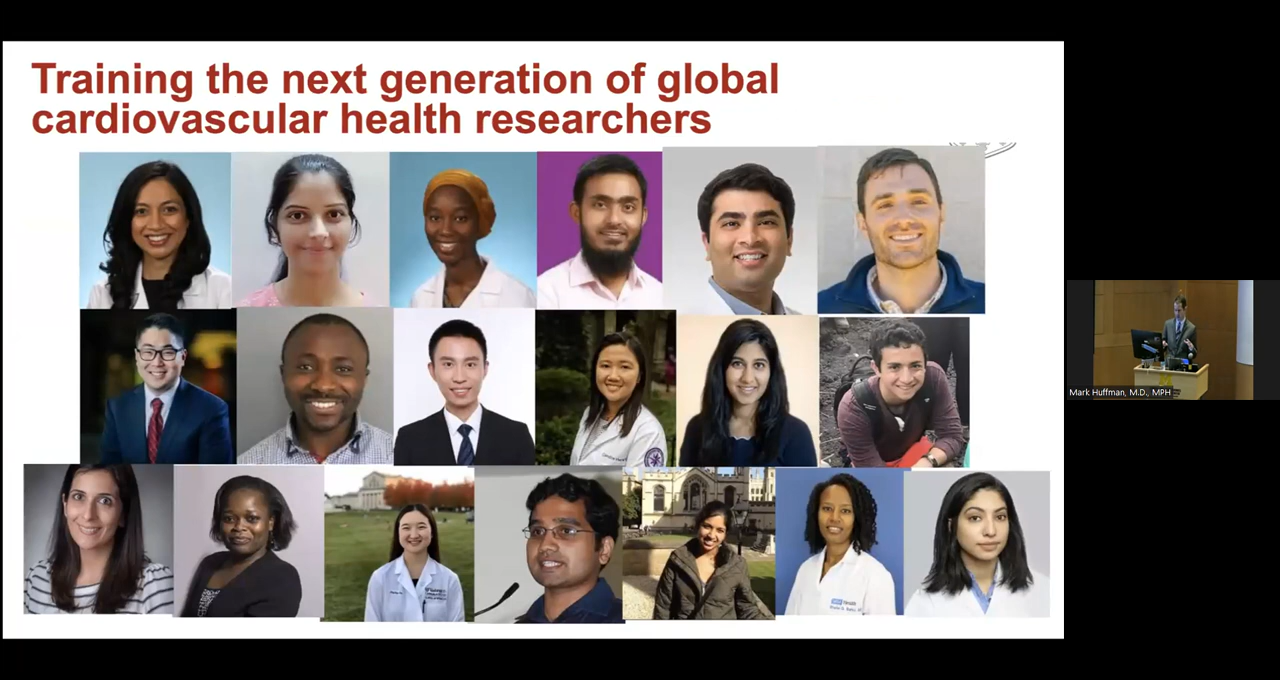 Training the next generation of global
cardiovascular health researchers
Mark Huffman, M.D., MPH